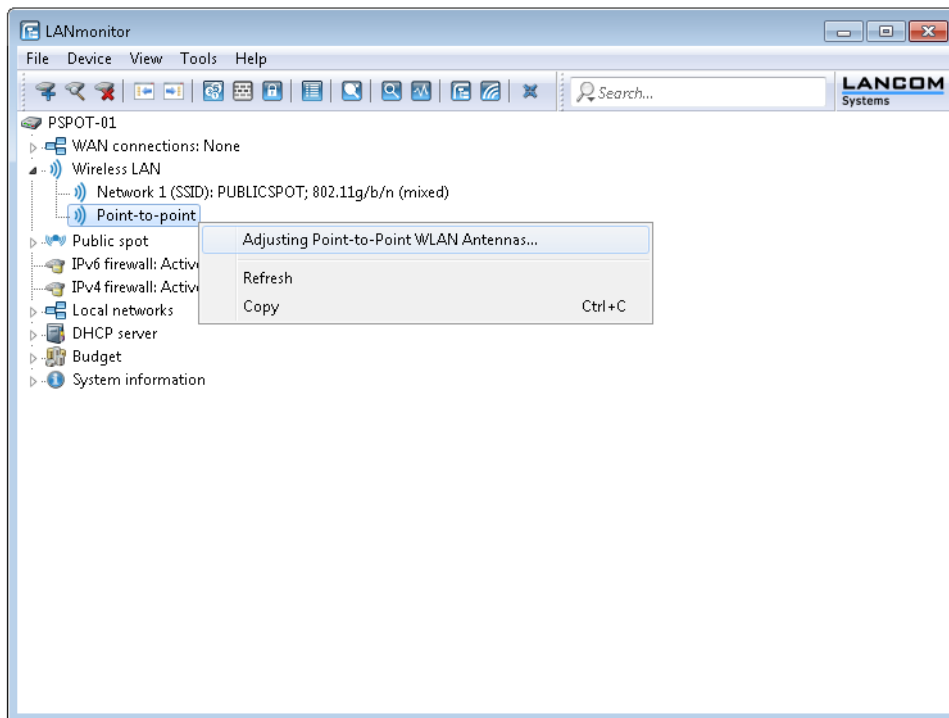 LANmonitor
File Device View Tools Help
Search...
LANCOM
Systems
PSPOT-01
WAN connections: None
Wireless LAN
Network 1 (SSID): PUBLICSPOT; 802.11g/b/n (mixed)
Point-to-point
Adjusting Point-to-Point WLAN Antennas...
Public spot
IPv6 firewall: Activ
Refresh
IPv4 firewall: Activ
Copy Ctrl+C
Local networks
DHCP server
Budget
System information